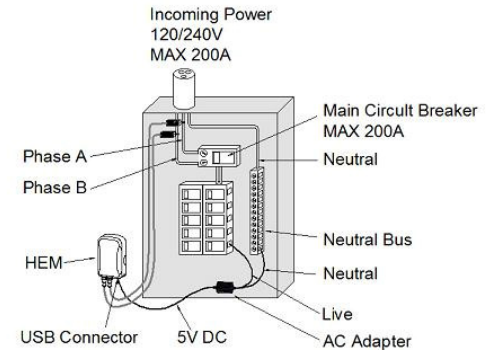 Incoming Power
120/240V
MAX 200A
Main Circult Breaker
MAX 200A
Phase A
Neutral
Phase B
Neutral Bus
HEM
Neutral
Live
USB Connector
5V DC
AC Adapter